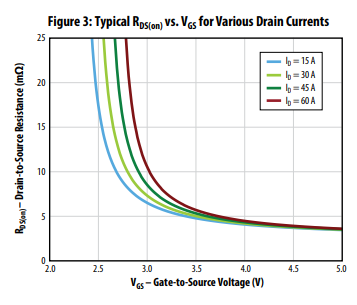 Figure 3: Typical RDS(on) vs. VGS for Various Drain Currents
25
20
15
10
5
0
2.0 2.5 3.0 3.5 4.0 4.5 5.0
RDS(on) – Drain-to-Source Resistance (mΩ)
VGS – Gate-to-Source Voltage (V)
ID = 15 A
ID = 30 A
ID = 45 A
ID = 60 A